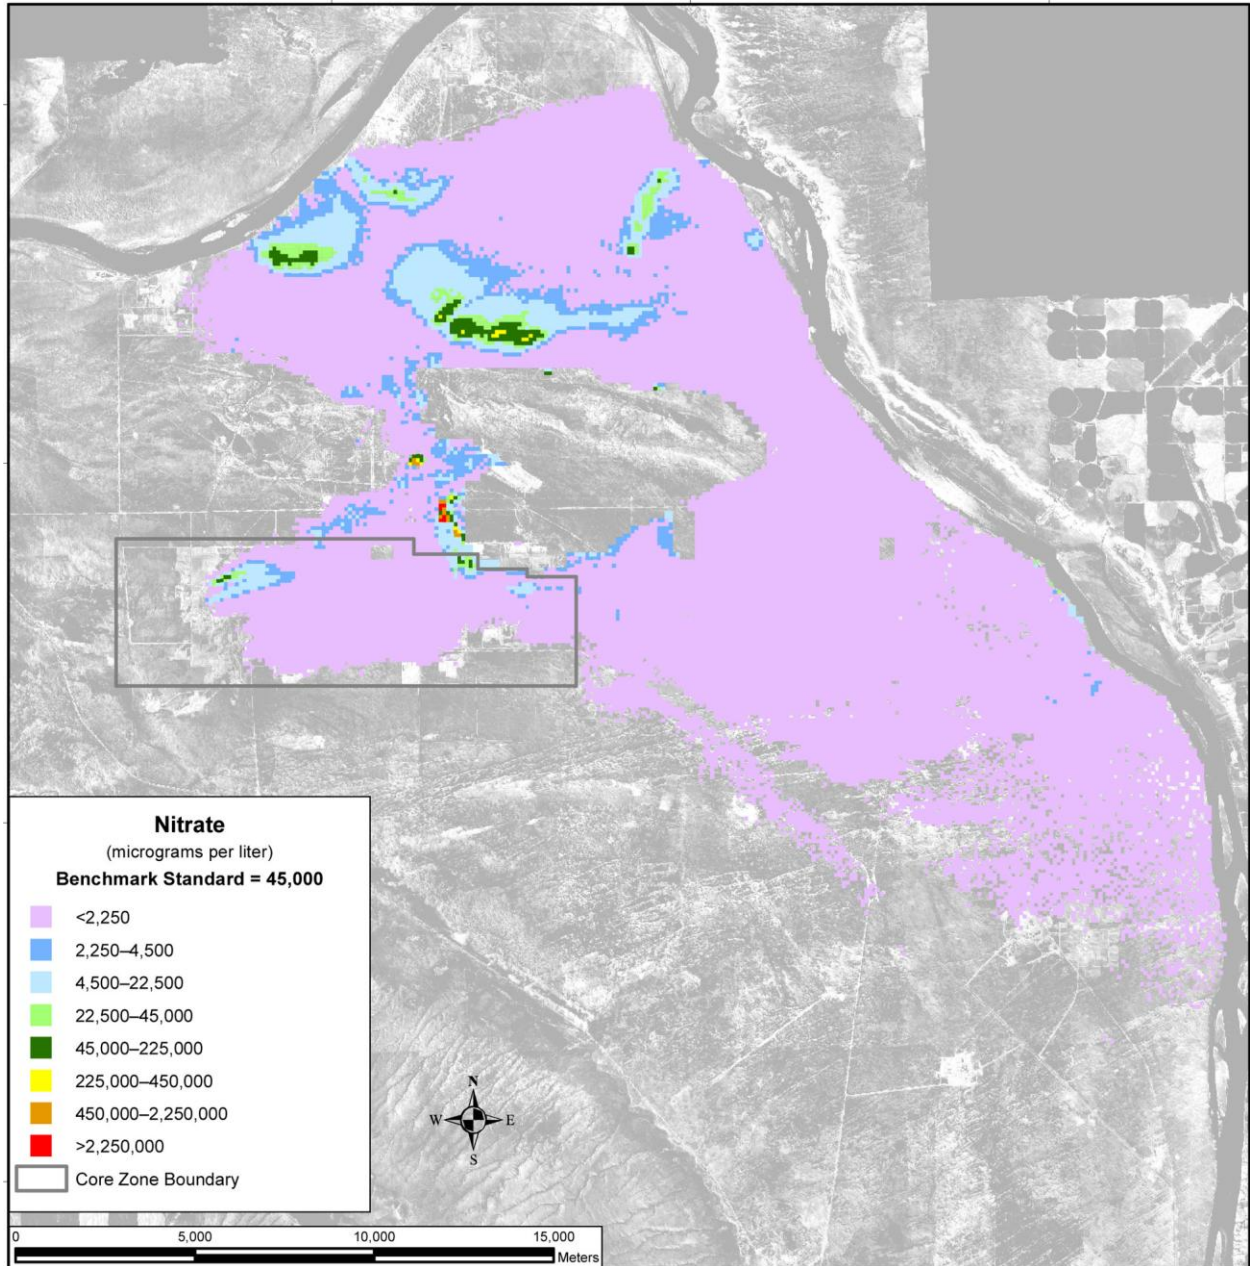 Nitrate
(micrograms per liter)
Benchmark Standard = 45,000
<2,250
2,250–4,500
4,500–22,500
22,500–45,000
45,000–225,000
225,000–450,000
450,000–2,250,000
>2,250,000
Core Zone Boundary
N
W E
S
0 5,000 10,000 15,000
Meters